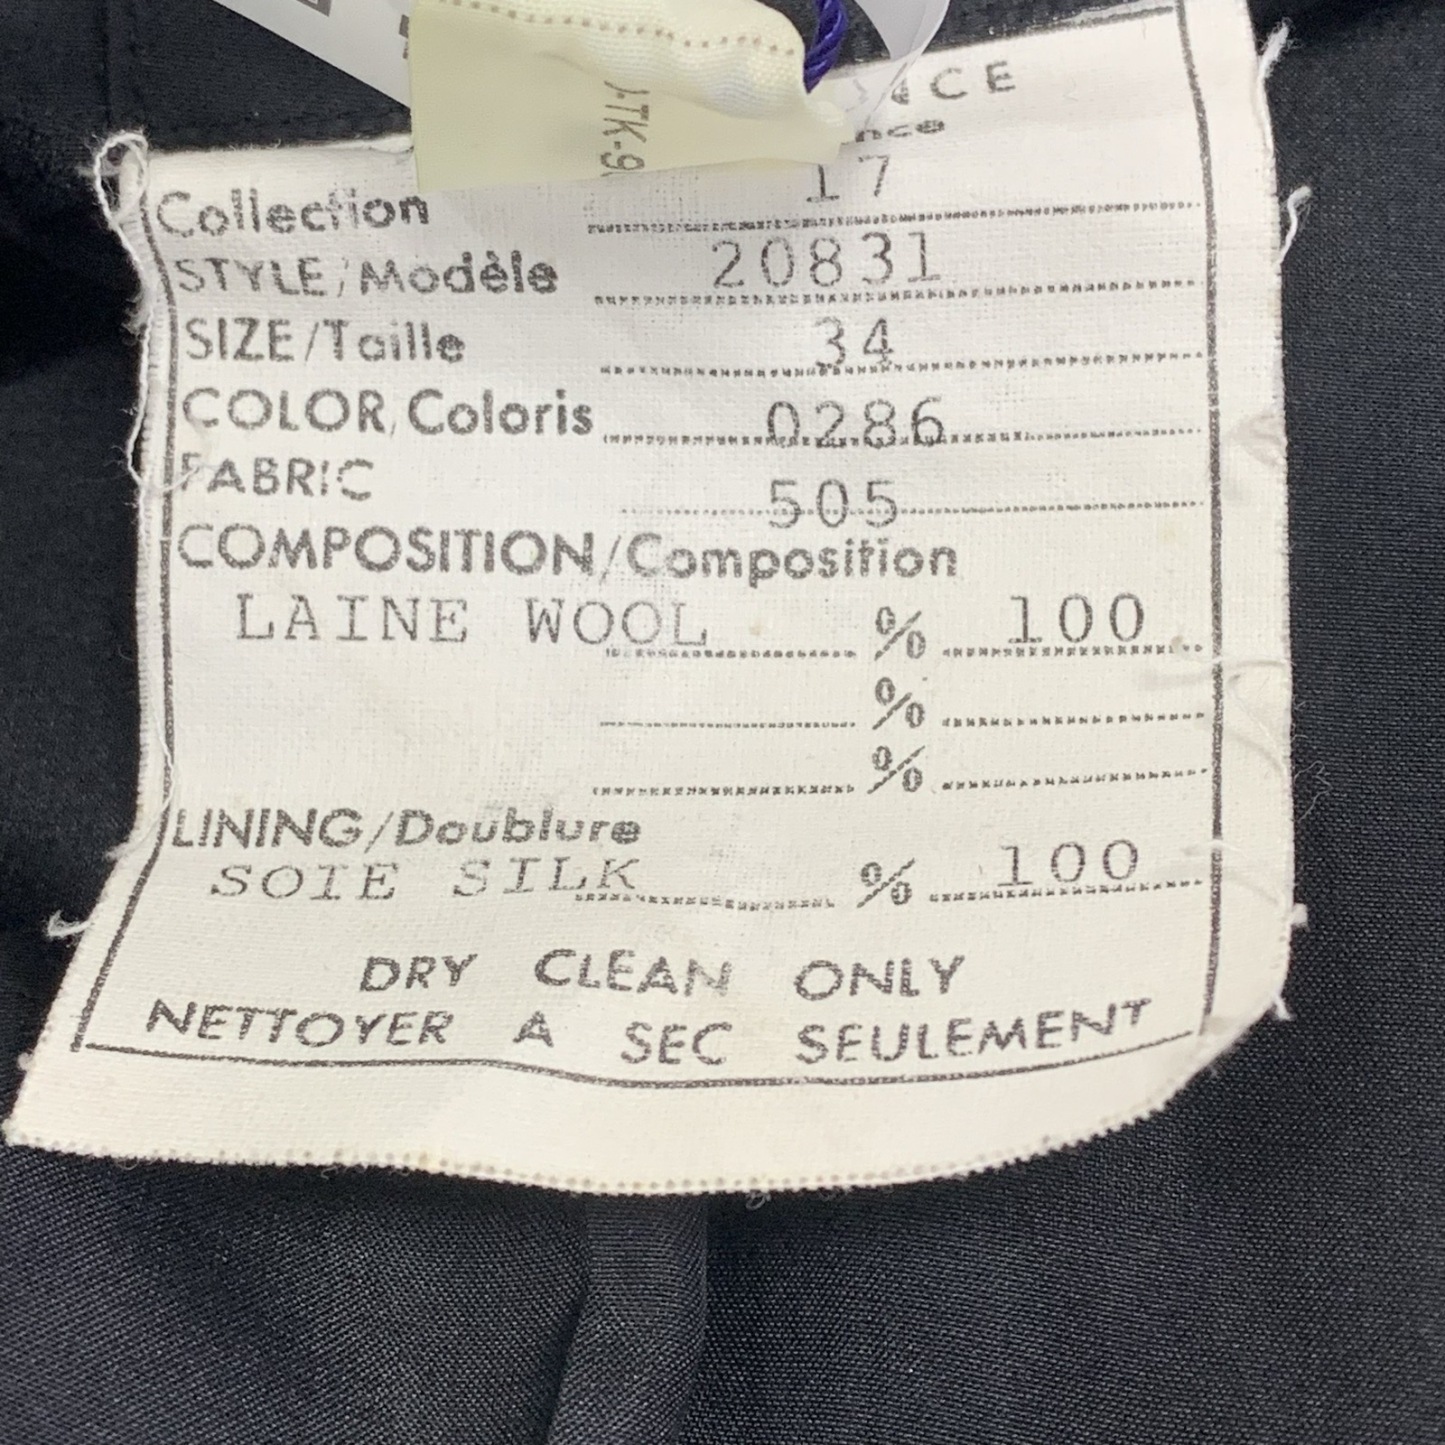 Collection 17
STYLE/Modèle 20831
SIZE/Taille 34
COLOR/Coloris 0286
FABRIC 505
COMPOSITION/Composition
LAINE WOOL % 100
%
%
LINING/Doublure
SOIE SILK % 100
DRY CLEAN ONLY
NETTOYER A SEC SEULEMENT